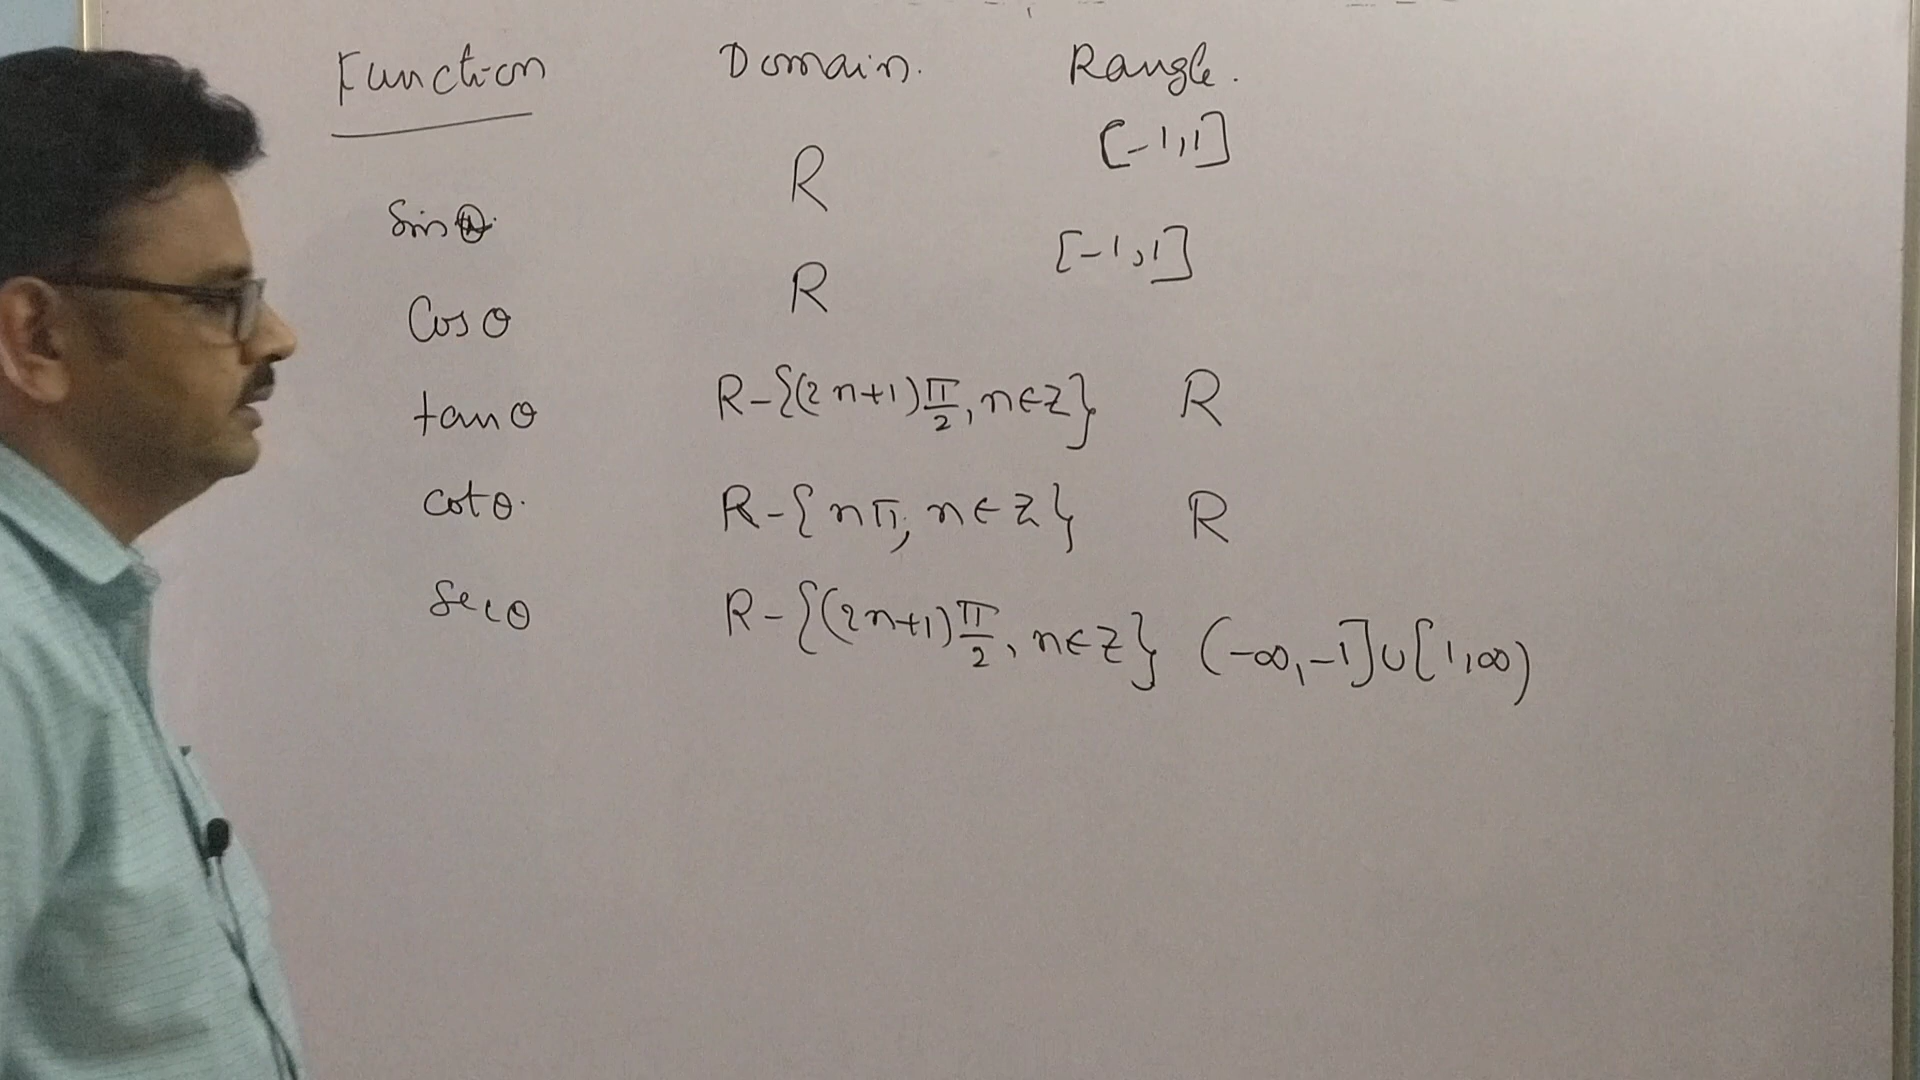 Function Domain. Range.
sinθ R [-1,1]
Cosθ R [-1,1]
tanθ R-{(2n+1)π/2, n∈Z} R
cotθ. R-{nπ, n∈Z} R
Secθ R-{(2n+1)π/2, n∈Z} (-∞,-1]∪[1,∞)